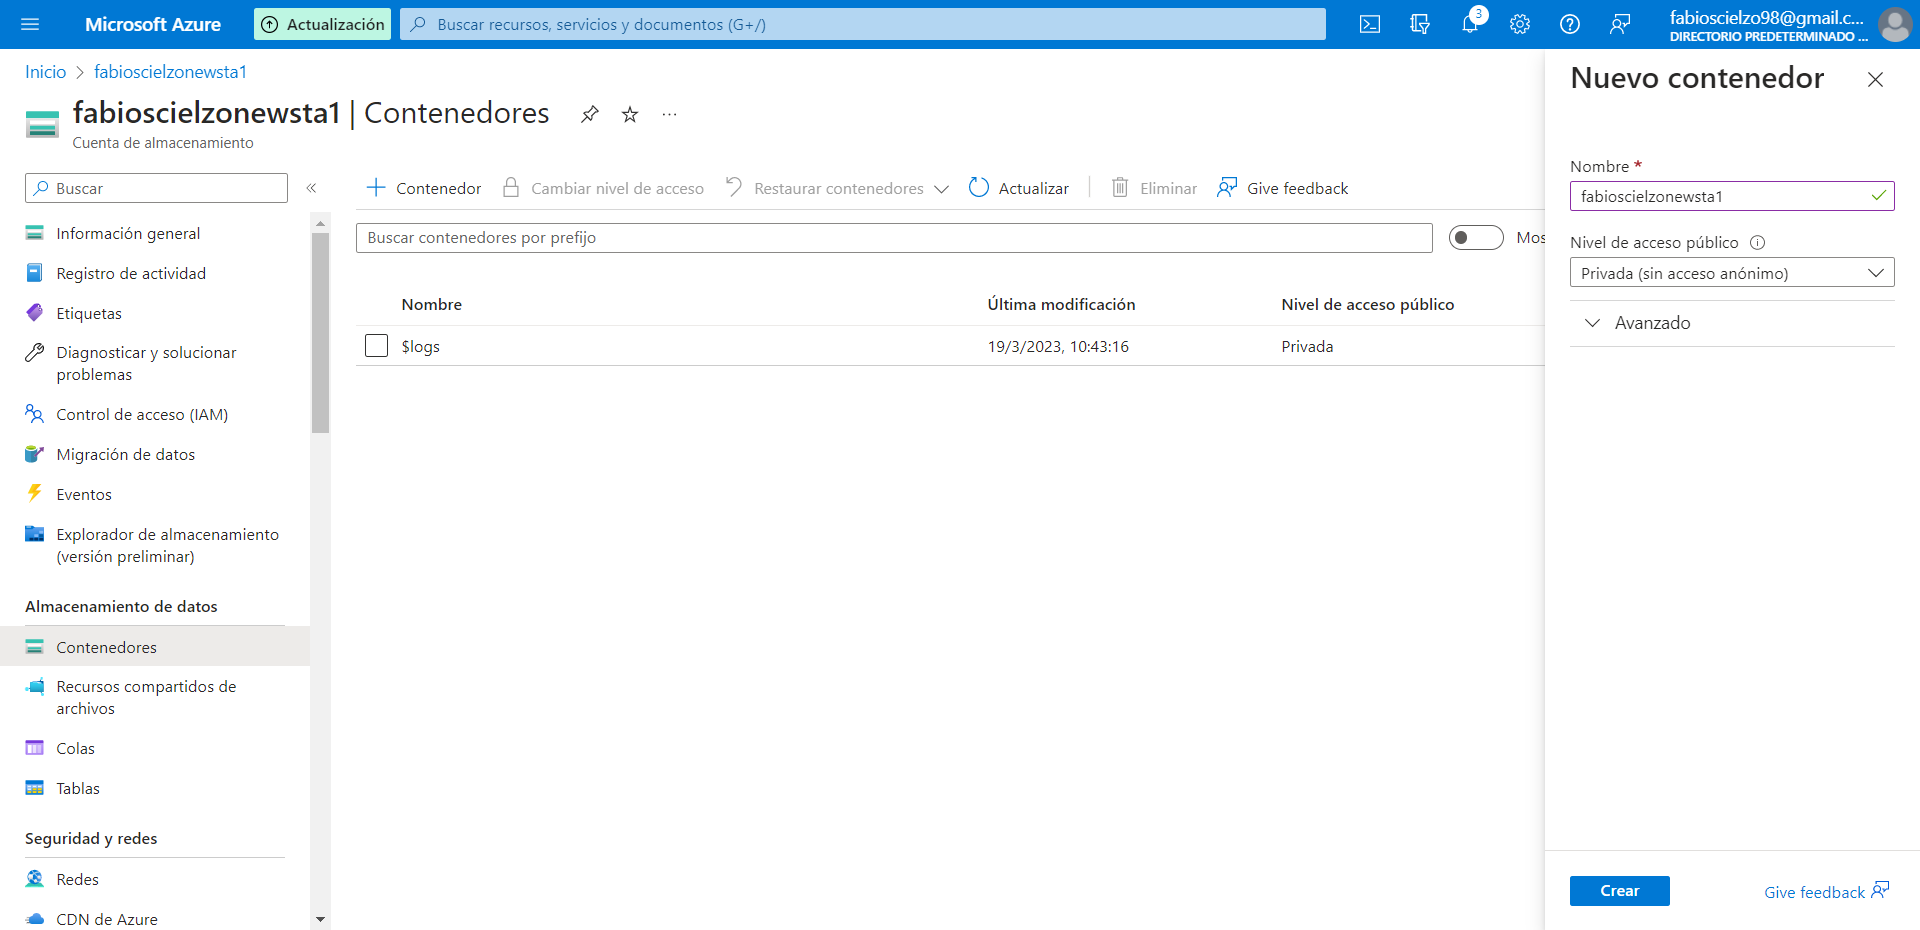 Microsoft Azure
Actualización
Buscar recursos, servicios y documentos (G+/)
3
fabioscielzo98@gmail.c...
DIRECTORIO PREDETERMINADO ...
Inicio > fabioscielzonewsta1
fabioscielzonewsta1 | Contenedores
...
Cuenta de almacenamiento
Buscar
«
Información general
Registro de actividad
Etiquetas
Diagnosticar y solucionar
problemas
Control de acceso (IAM)
Migración de datos
Eventos
Explorador de almacenamiento
(versión preliminar)
Almacenamiento de datos
Contenedores
Recursos compartidos de
archivos
Colas
Tablas
Seguridad y redes
Redes
CDN de Azure
Contenedor
Cambiar nivel de acceso
Restaurar contenedores
Actualizar
Eliminar
Give feedback
Buscar contenedores por prefijo
Mos
Nombre Última modificación Nivel de acceso público
$logs 19/3/2023, 10:43:16 Privada
Nuevo contenedor
Nombre *
fabioscielzonewsta1
Nivel de acceso público
Privada (sin acceso anónimo)
Avanzado
Crear
Give feedback